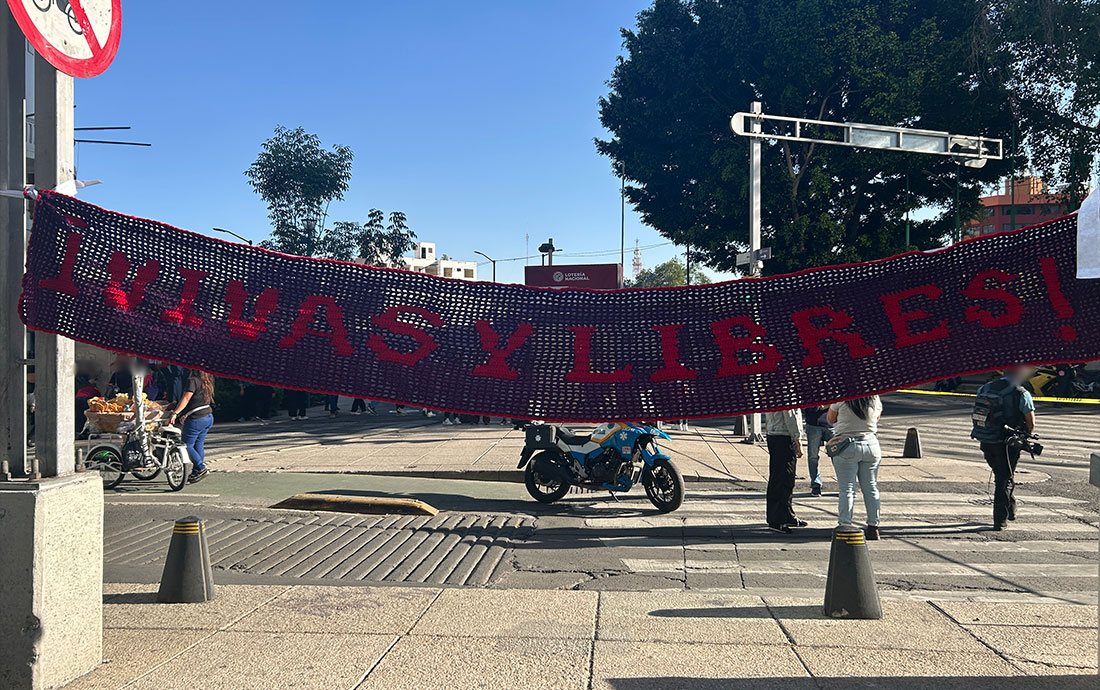 ¡VIVAS Y LIBRES!
LOTERÍA
NACIONAL